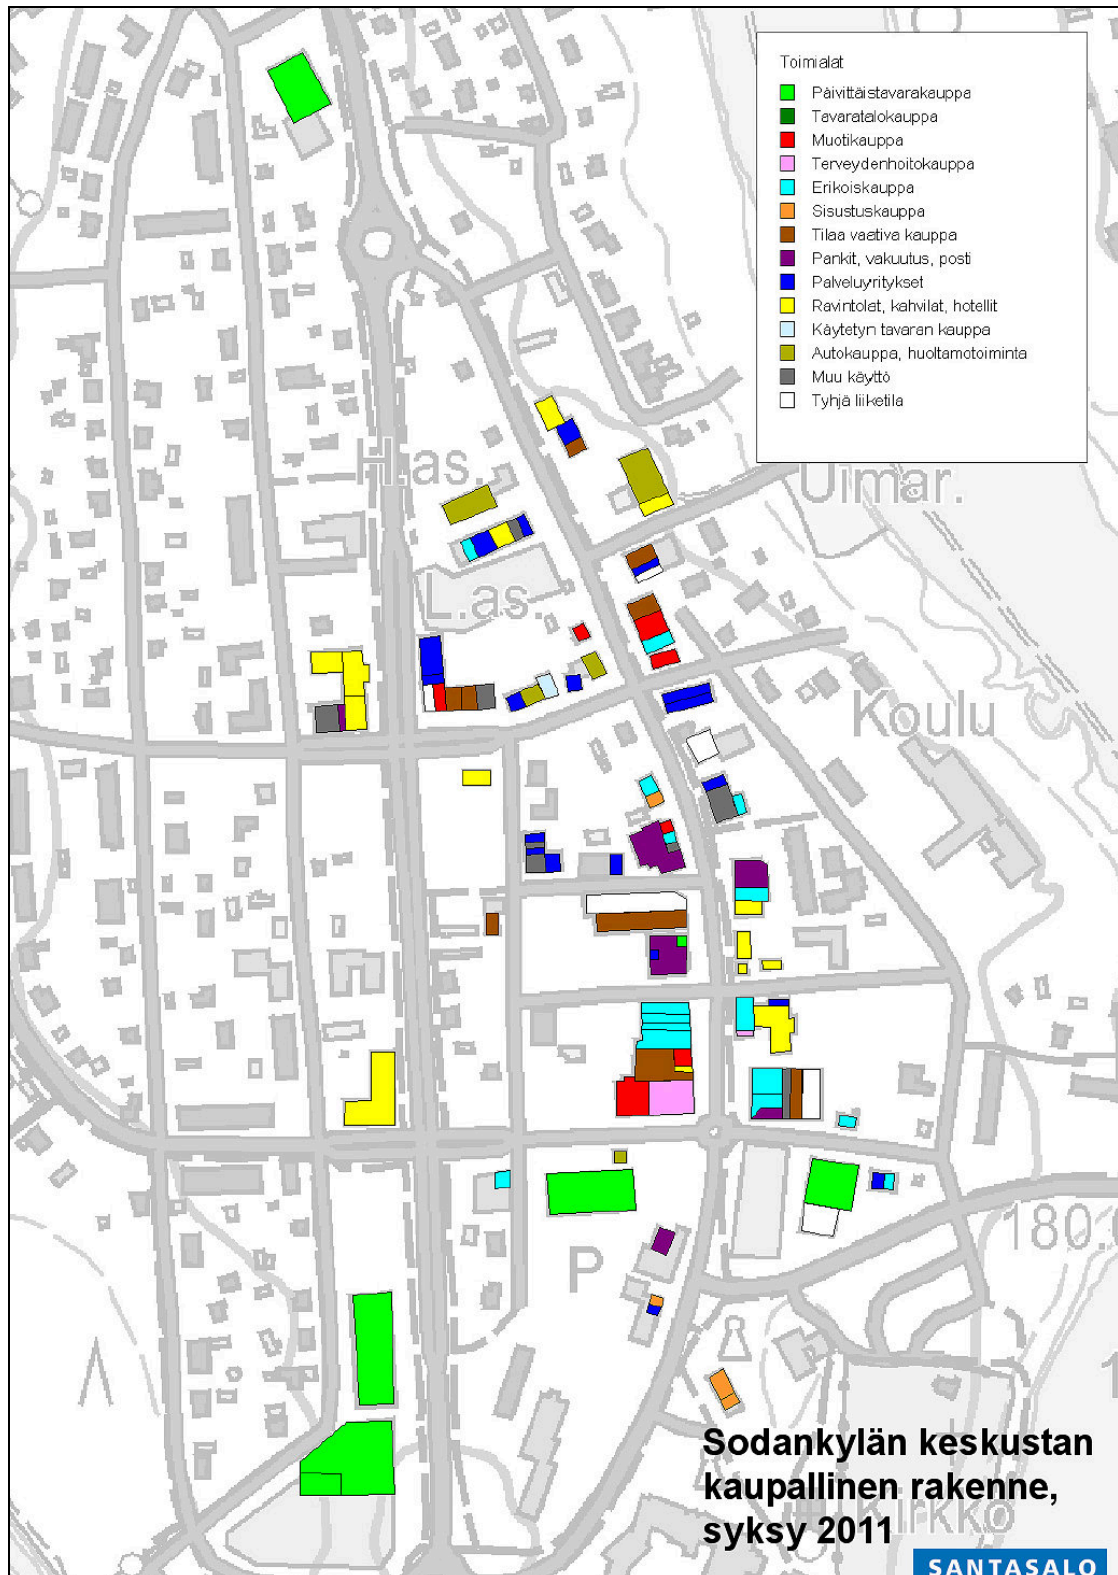 Toimialat
Päivittäistavarakauppa
Tavaratalokauppa
Muotikauppa
Terveydenhoitokauppa
Erikoiskauppa
Sisustuskauppa
Tilaa vaativa kauppa
Pankit, vakuutus, posti
Palveluyritykset
Ravintolat, kahvilat, hotellit
Käytetyn tavaran kauppa
Autokauppa, huoltamotoiminta
Muu käyttö
Tyhjä liiketila
H.as.
Uimar.
L.as.
Koulu
180.
P
Sodankylän keskustan
kaupallinen rakenne,
syksy 2011
Kirkko
SANTASALO